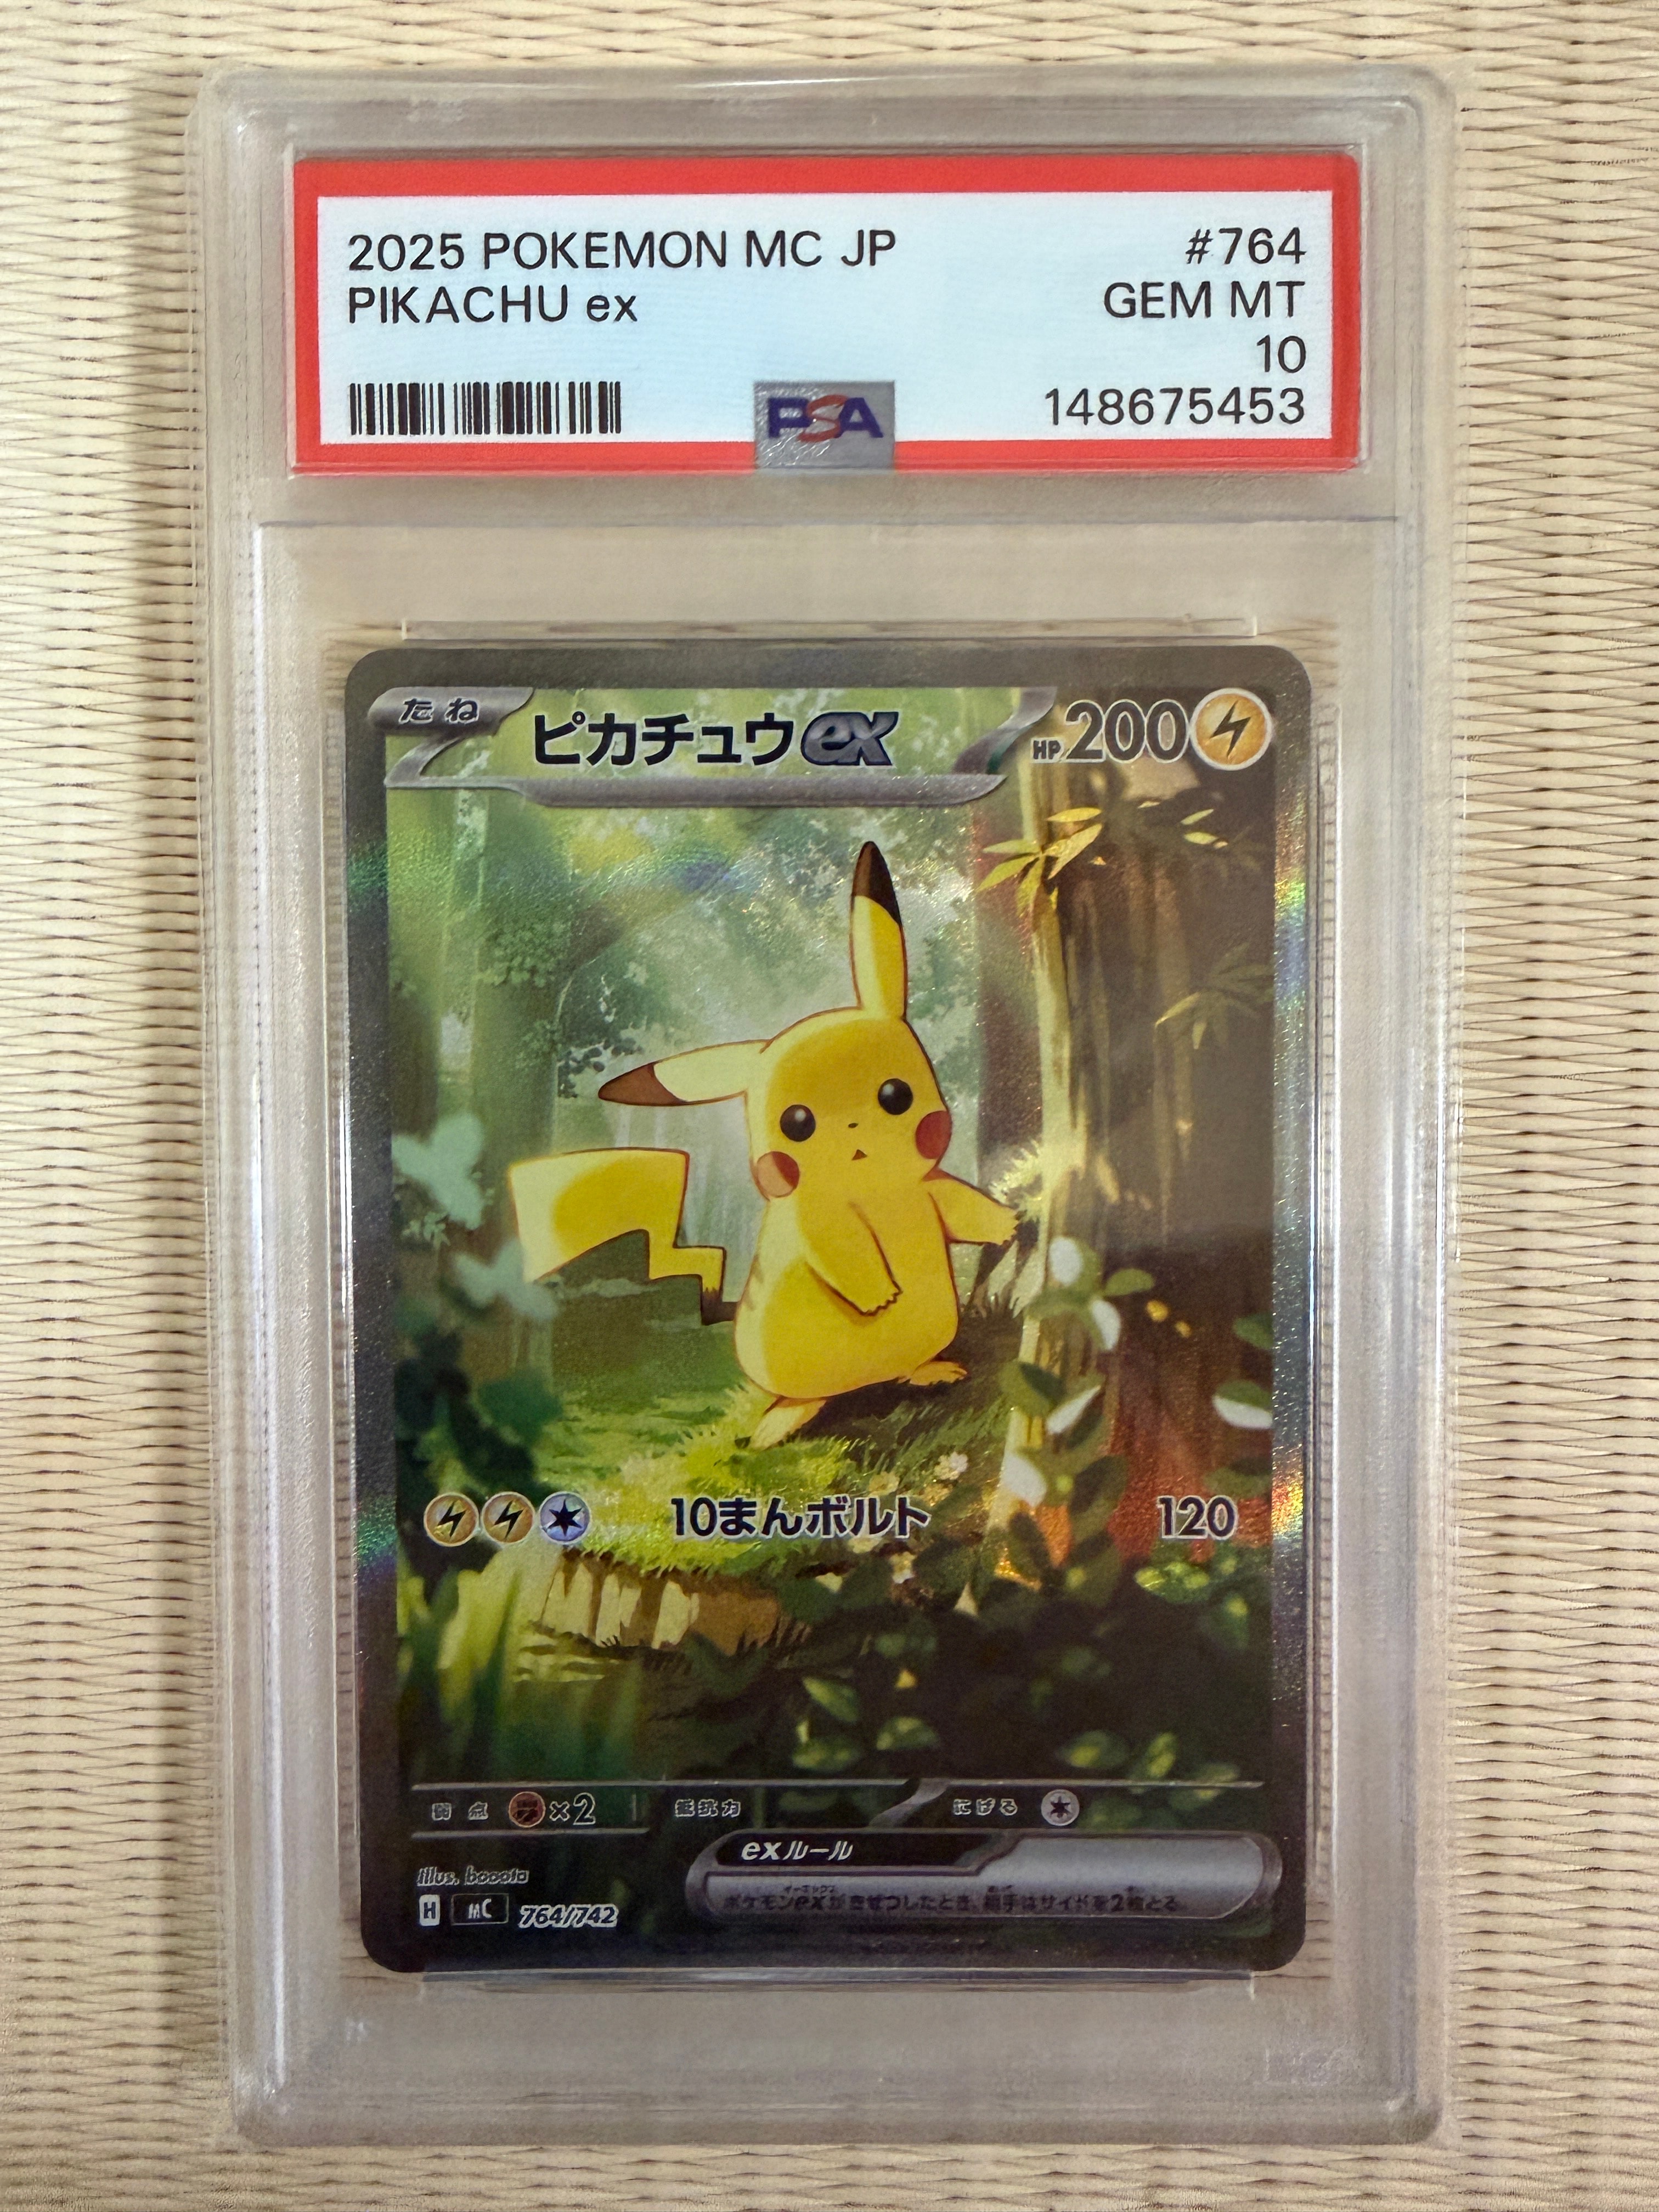 2025 POKEMON MC JP #764
PIKACHU ex GEM MT
10
PSA 148675453
たね ピカチュウex HP200
10まんボルト 120
弱点 ×2 抵抗力 にげる
exルール
ポケモンexがきぜつしたとき、相手はサイドを2枚とる
illus. booota
H MC 764/742